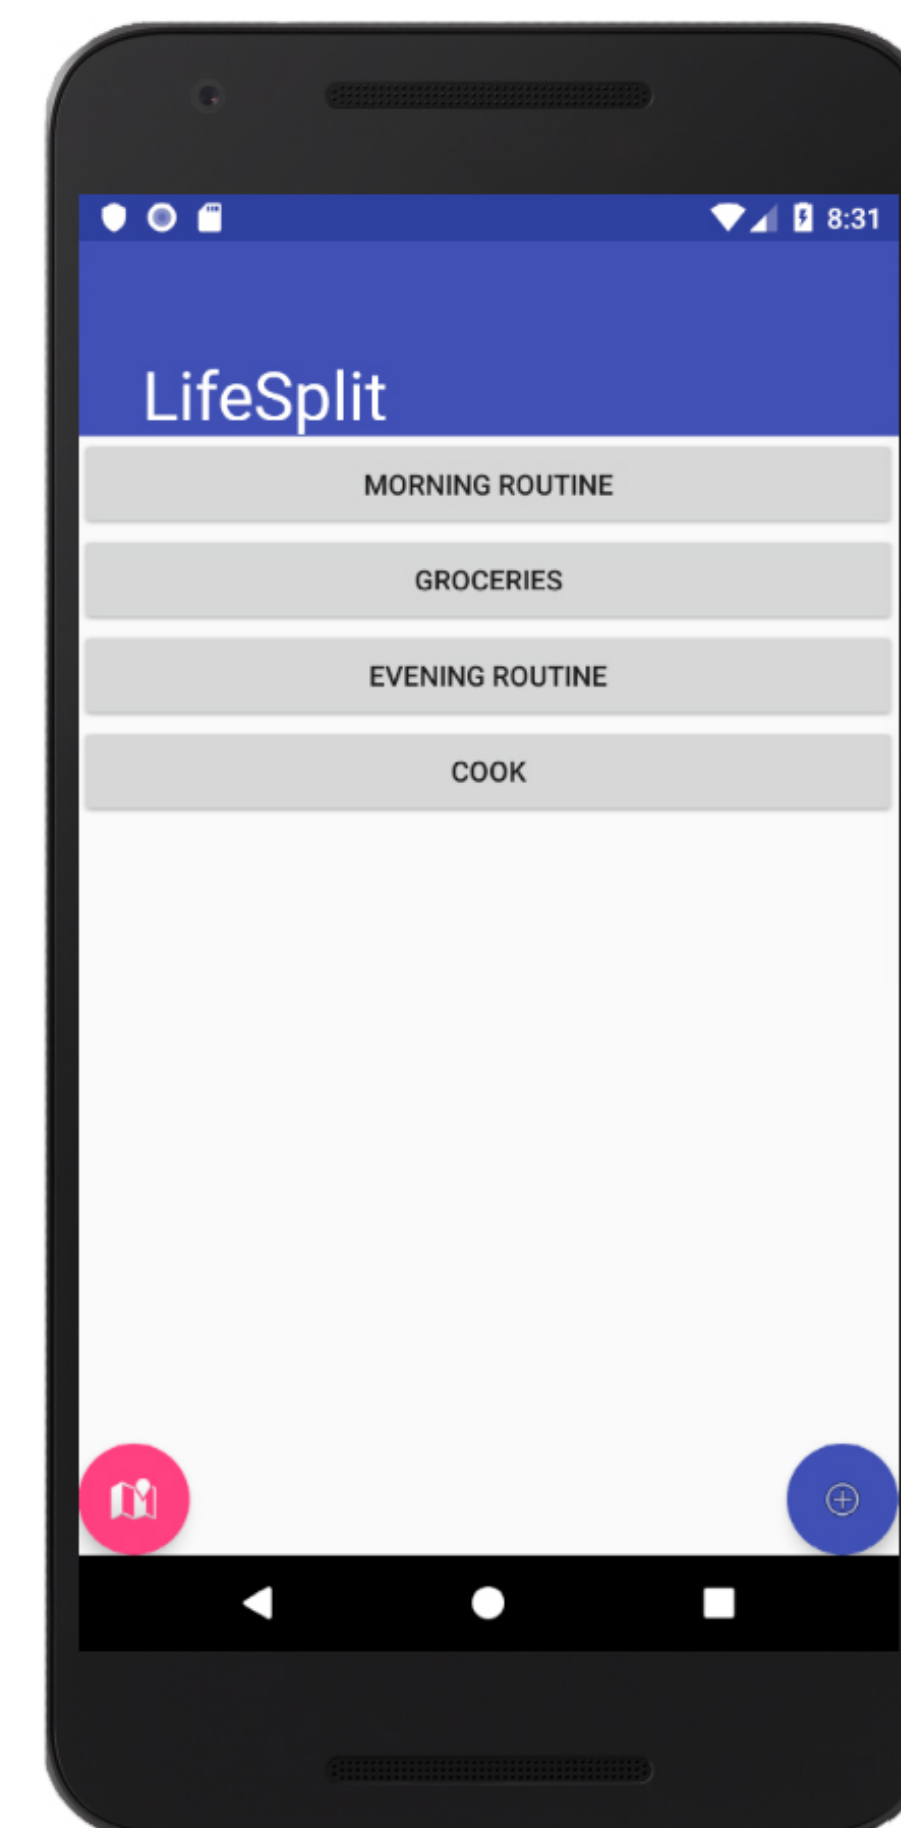 8:31
LifeSplit
MORNING ROUTINE
GROCERIES
EVENING ROUTINE
COOK